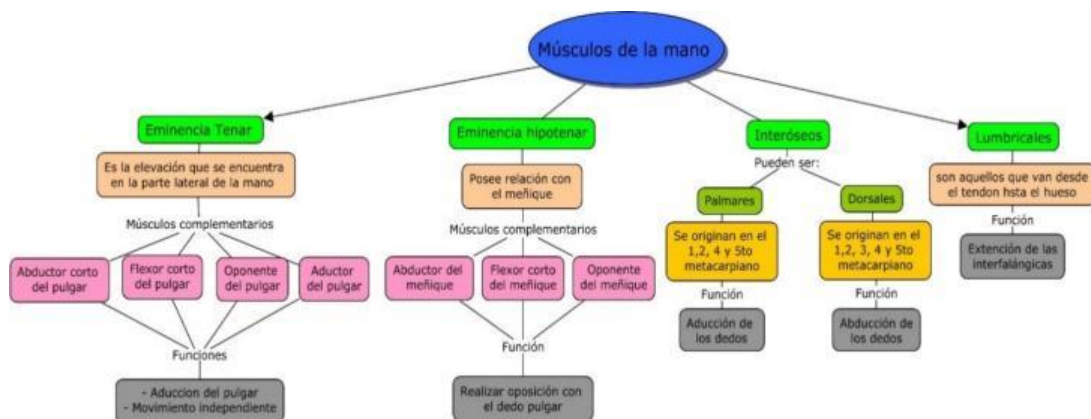 Músculos de la mano
Eminencia Tenar
Es la elevación que se encuentra
en la parte lateral de la mano
Músculos complementarios
Abductor corto
del pulgar
Flexor corto
del pulgar
Oponente
del pulgar
Aductor del
pulgar
Funciones
- Aduccion del pulgar
- Movimiento independiente
Eminencia hipotenar
Posee relación con
el meñique
Músculos complementarios
Abductor del
meñique
Flexor corto
del meñique
Oponente
del meñique
Función
Realizar oposición con
el dedo pulgar
Interóseos
Pueden ser:
Palmares
Se originan en el
1,2, 4 y 5to
metacarpiano
Función
Aducción de
los dedos
Dorsales
Se originan en el
1,2, 3, 4 y 5to
metacarpiano
Función
Abducción de
los dedos
Lumbricales
son aquellos que van desde
el tendon hsta el hueso
Función
Extención de las
interfalángicas